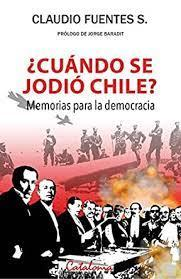 CLAUDIO FUENTES S.
PRÓLOGO DE JORGE BARADIT
¿CUÁNDO SE
JODIÓ CHILE?
Memorias para la democracia
Catalonia